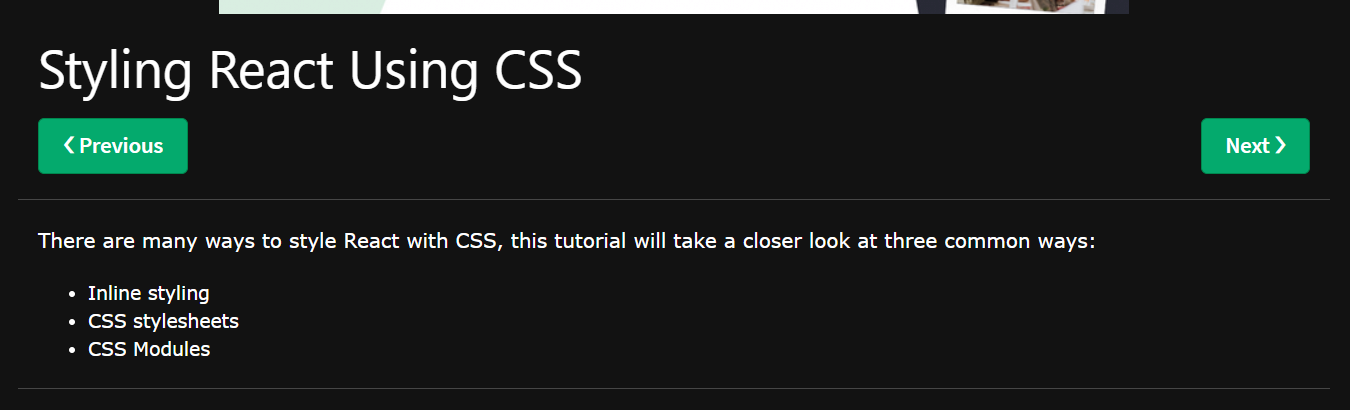 Styling React Using CSS
❮ Previous
Next ❯
There are many ways to style React with CSS, this tutorial will take a closer look at three common ways:
• Inline styling
• CSS stylesheets
• CSS Modules